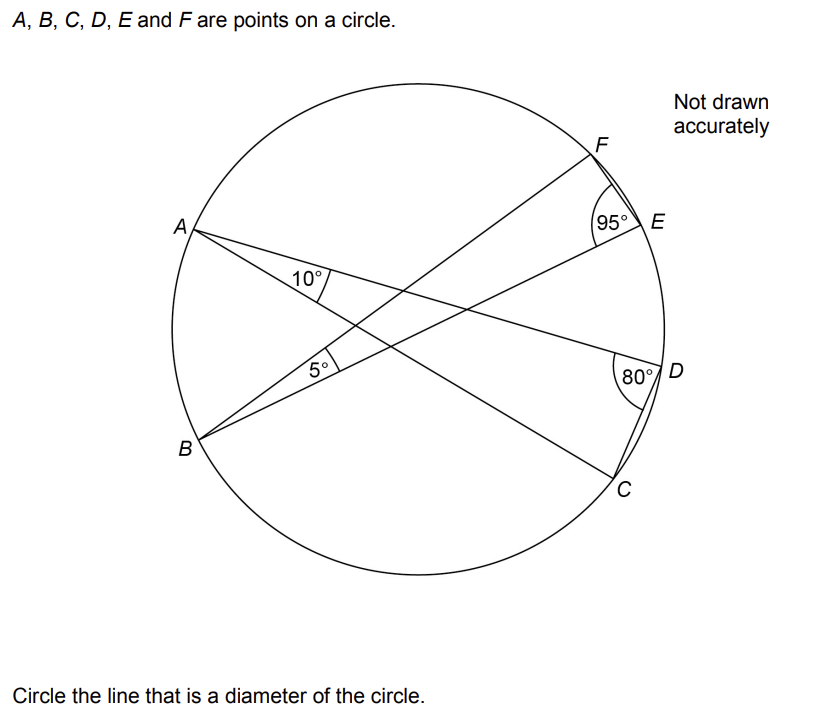 A, B, C, D, E and F are points on a circle.
Not drawn
accurately
F
A
95°
E
10°
5°
80°
D
B
C
Circle the line that is a diameter of the circle.